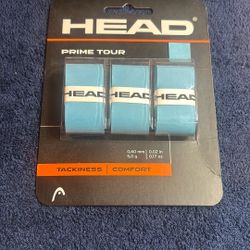 HEAD
PRIME TOUR
HEAD HEAD HEAD
0,60 mm | 0.02 in
5,0 g | 0.17 oz
TACKINESS | COMFORT
HEAD